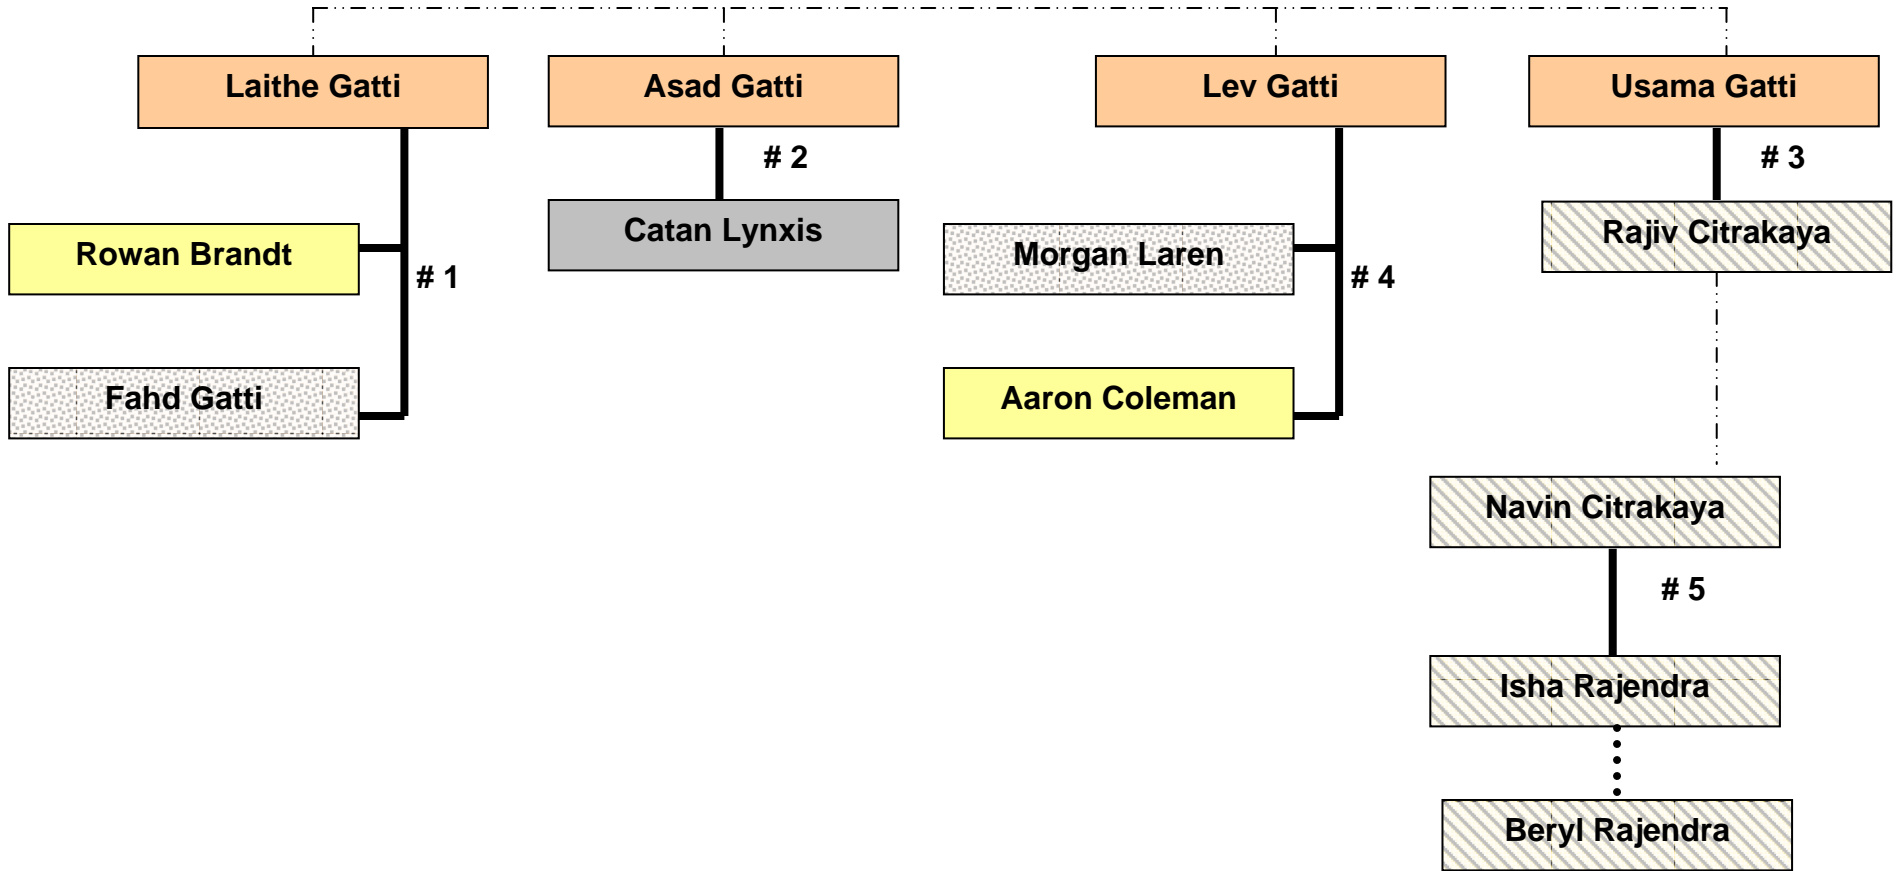 Laithe Gatti
Asad Gatti
Lev Gatti
Usama Gatti
# 2
# 3
Rowan Brandt
Catan Lynxis
Morgan Laren
Rajiv Citrakaya
# 1
# 4
Fahd Gatti
Aaron Coleman
Navin Citrakaya
# 5
Isha Rajendra
Beryl Rajendra